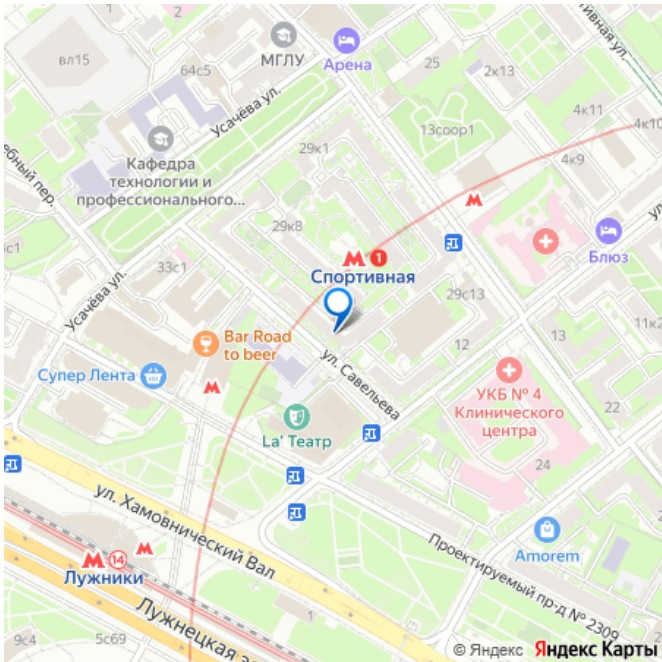 вл15
64с5
МГЛУ
Арена
25
2к13
4к11
4к10
4к9
13соор1
Усачёва ул.
29к1
Кафедра
технологии и
профессионального...
29к8
М
1
Спортивная
Блюз
29с13
33с1
Усачёва ул.
Bar Road
to beer
Супер Лента
ул. Савельева
12
13
11к2
УКБ № 4
Клинического
центра
22
24
La' Театр
ул. Хамовнический Вал
Amorem
Проектируемый пр-д № 2309
14
Лужники
Лужнецкая
1
9с4
5с69
2
© Яндекс Яндекс Карты